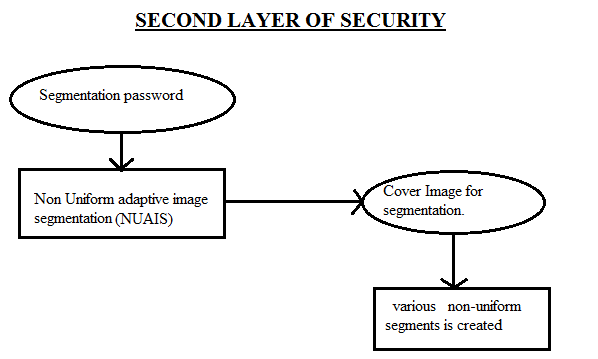 SECOND LAYER OF SECURITY
Segmentation password
Non Uniform adaptive image
segmentation (NUAIS)
Cover Image for
segmentation.
various non-uniform
segments is created